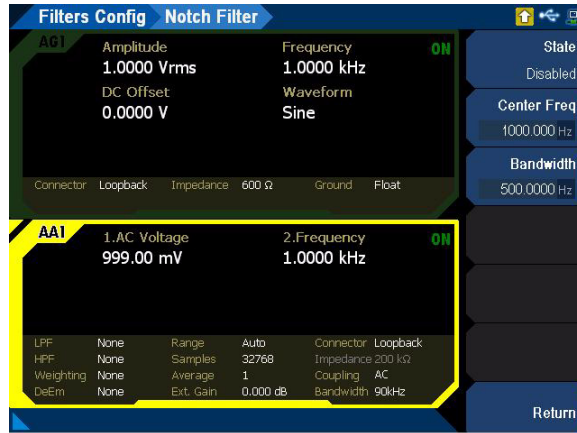 Filters Config Notch Filter
AG1
Amplitude Frequency ON
1.0000 Vrms 1.0000 kHz
DC Offset Waveform
0.0000 V Sine
Connector Loopback Impedance 600 Ω Ground Float
AA1
1.AC Voltage 2.Frequency ON
999.00 mV 1.0000 kHz
LPF None Range Auto Connector Loopback
HPF None Samples 32768 Impedance 200 kΩ
Weighting None Average 1 Coupling AC
DeEm None Ext. Gain 0.000 dB Bandwidth 90kHz
State
Disabled
Center Freq
1000.000 Hz
Bandwidth
500.0000 Hz
Return